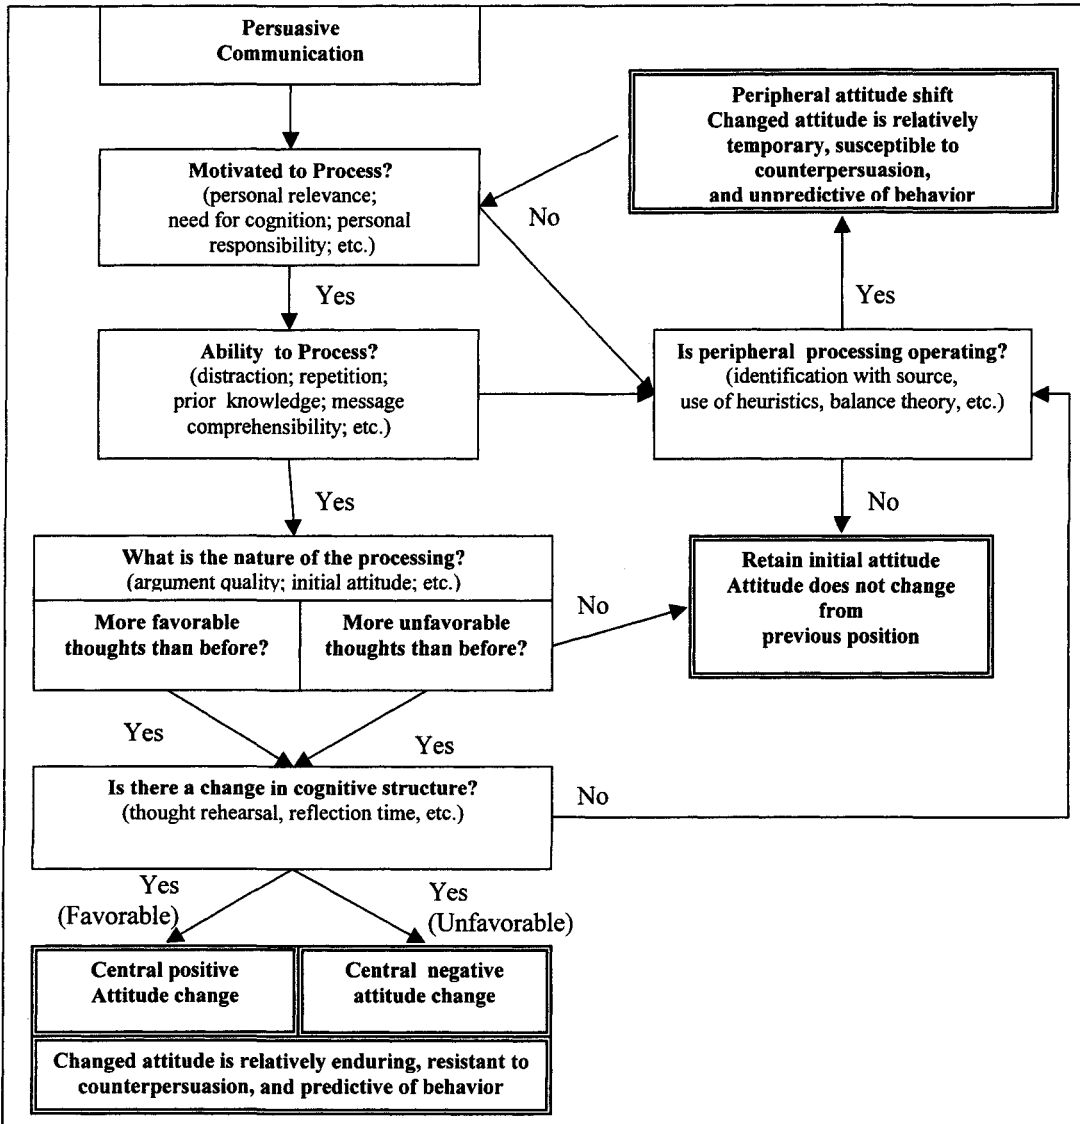 Persuasive
Communication
Peripheral attitude shift
Changed attitude is relatively
temporary, susceptible to
counterpersuasion,
and unnredictive of behavior
Motivated to Process?
(personal relevance;
need for cognition; personal
responsibility; etc.)
No
Yes
Yes
Ability to Process?
(distraction; repetition;
prior knowledge; message
comprehensibility; etc.)
Is peripheral processing operating?
(identification with source,
use of heuristics, balance theory, etc.)
Yes
No
What is the nature of the processing?
(argument quality; initial attitude; etc.)
More favorable
thoughts than before?
More unfavorable
thoughts than before?
No
Retain initial attitude
Attitude does not change
from
previous position
Yes
Yes
Is there a change in cognitive structure?
(thought rehearsal, reflection time, etc.)
No
Yes
(Favorable)
Yes
(Unfavorable)
Central positive
Attitude change
Central negative
attitude change
Changed attitude is relatively enduring, resistant to
counterpersuasion, and predictive of behavior